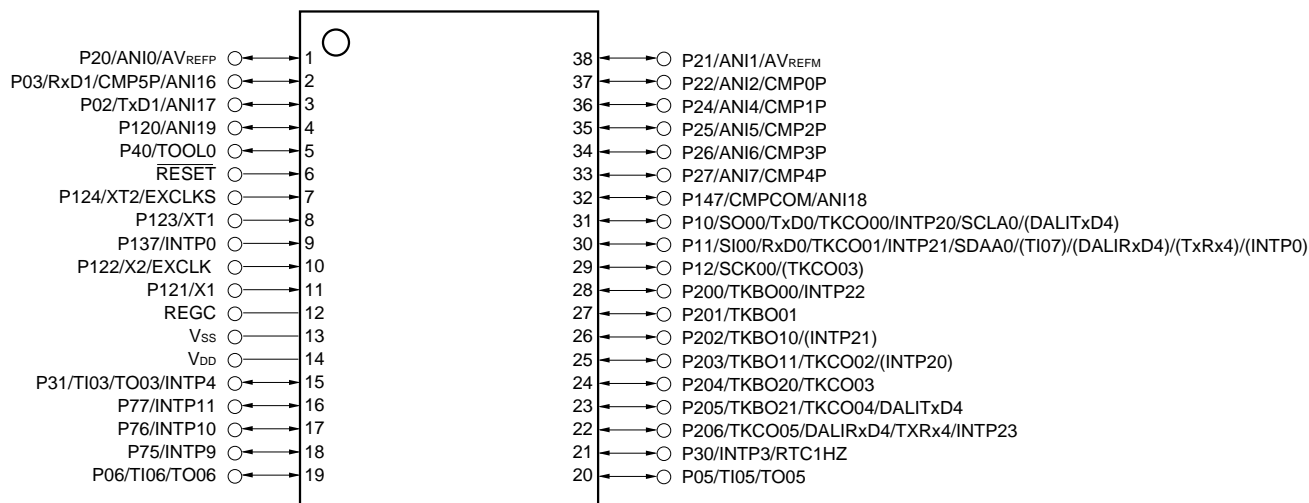 P20/ANI0/AVREFP 1 38 P21/ANI1/AVREFM
P03/RxD1/CMP5P/ANI16 2 37 P22/ANI2/CMP0P
P02/TxD1/ANI17 3 36 P24/ANI4/CMP1P
P120/ANI19 4 35 P25/ANI5/CMP2P
P40/TOOL0 5 34 P26/ANI6/CMP3P
RESET 6 33 P27/ANI7/CMP4P
P124/XT2/EXCLKS 7 32 P147/CMPCOM/ANI18
P123/XT1 8 31 P10/SO00/TxD0/TKCO00/INTP20/SCLA0/(DALITxD4)
P137/INTP0 9 30 P11/SI00/RxD0/TKCO01/INTP21/SDAA0/(TI07)/(DALIRxD4)/(TxRx4)/(INTP0)
P122/X2/EXCLK 10 29 P12/SCK00/(TKCO03)
P121/X1 11 28 P200/TKBO00/INTP22
REGC 12 27 P201/TKBO01
VSS 13 26 P202/TKBO10/(INTP21)
VDD 14 25 P203/TKBO11/TKCO02/(INTP20)
P31/TI03/TO03/INTP4 15 24 P204/TKBO20/TKCO03
P77/INTP11 16 23 P205/TKBO21/TKCO04/DALITxD4
P76/INTP10 17 22 P206/TKCO05/DALIRxD4/TXRx4/INTP23
P75/INTP9 18 21 P30/INTP3/RTC1HZ
P06/TI06/TO06 19 20 P05/TI05/TO05